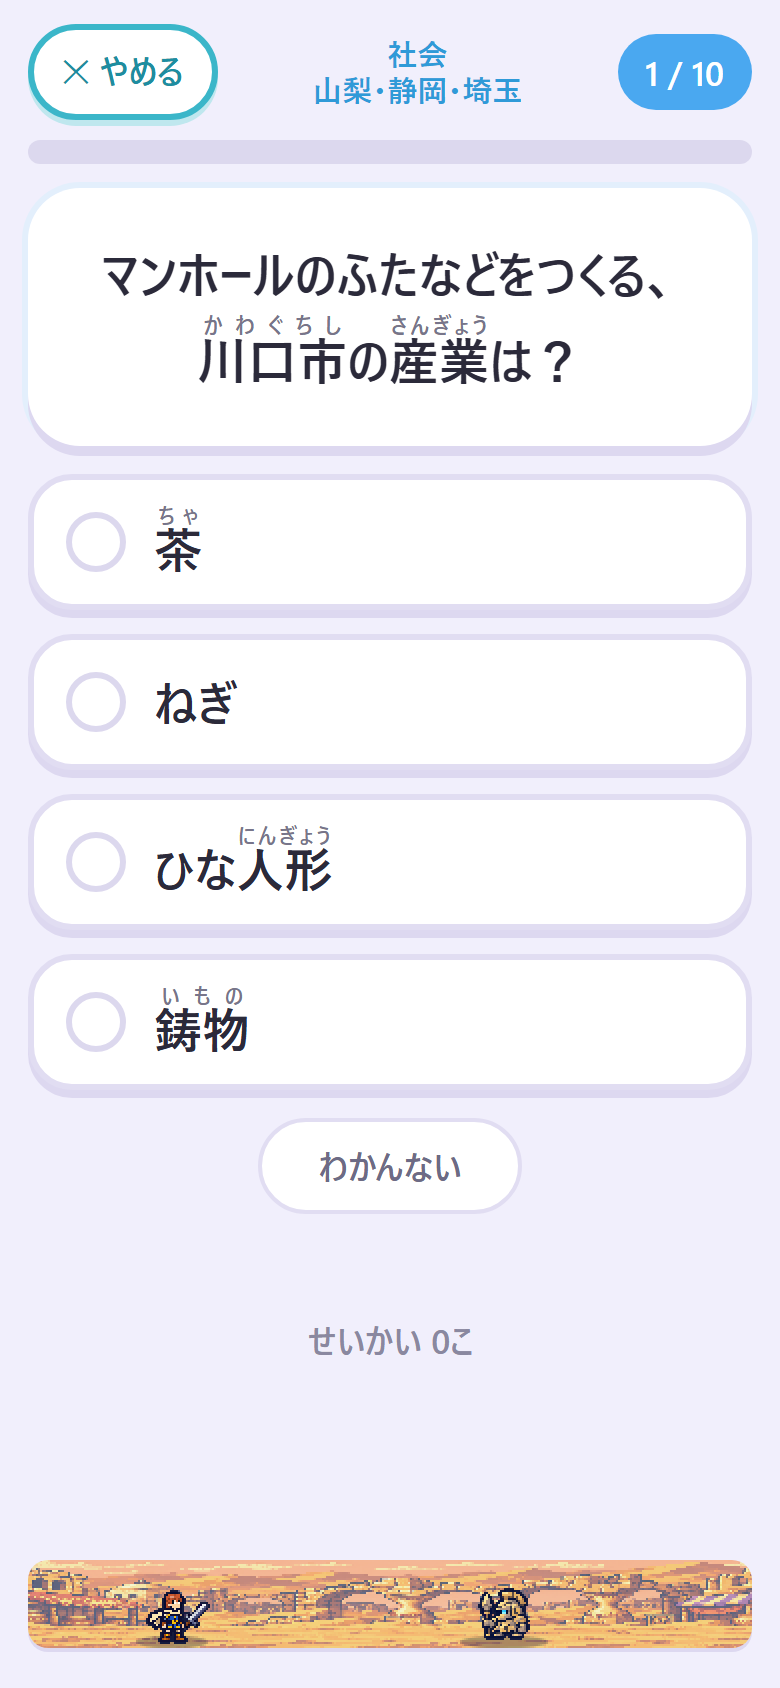 × やめる
社会
山梨・静岡・埼玉
1 / 10
マンホールのふたなどをつくる、
かわぐちし さんぎょう
川口市の産業は？
ちゃ
茶
ねぎ
にんぎょう
ひな人形
いもの
鋳物
わかんない
せいかい 0こ